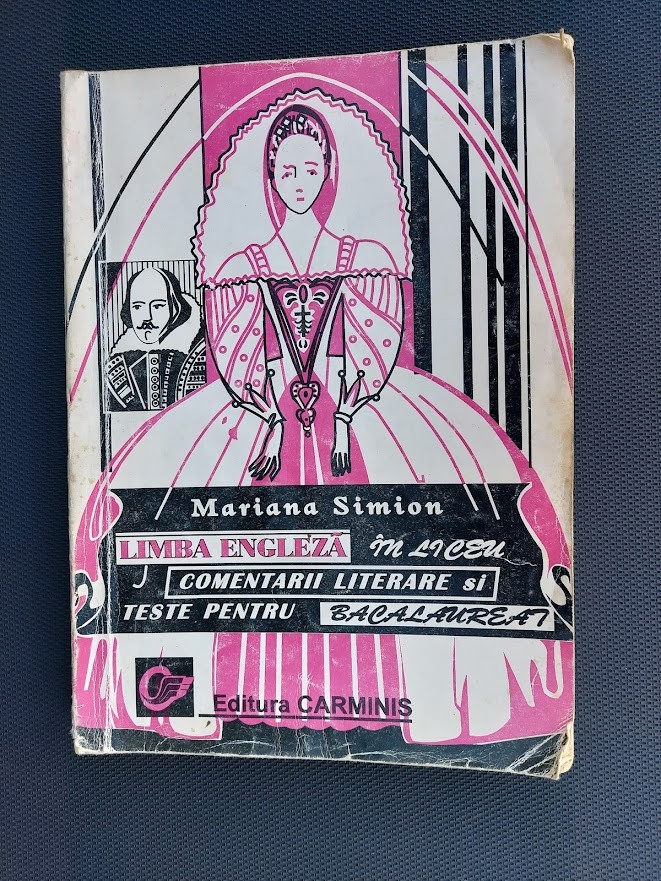 Mariana Simion
LIMBA ENGLEZĂ ÎN LICEU
COMENTARII LITERARE si
TESTE PENTRU BACALAUREAT
Editura CARMINIS